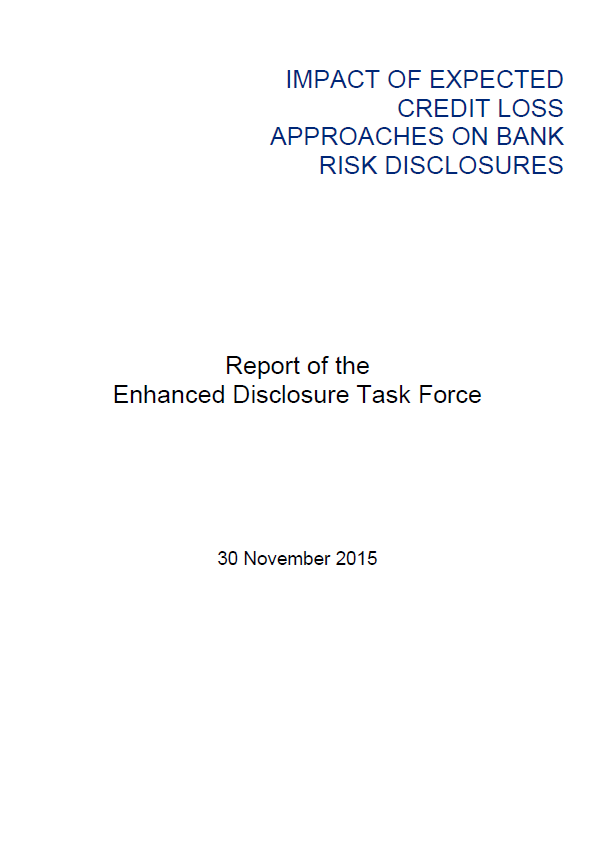 IMPACT OF EXPECTED
CREDIT LOSS
APPROACHES ON BANK
RISK DISCLOSURES
Report of the
Enhanced Disclosure Task Force
30 November 2015